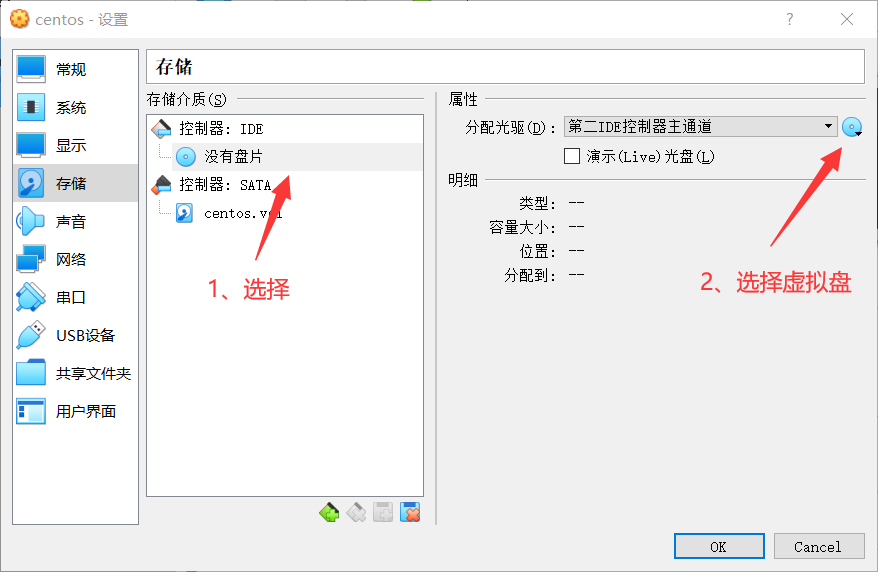 centos - 设置
?
常规
系统
显示
存储
声音
网络
串口
USB设备
共享文件夹
用户界面
存储
存储介质(S)
控制器: IDE
没有盘片
控制器: SATA
1、选择
属性
分配光驱(D): 第二IDE控制器主通道
演示(Live)光盘(L)
明细
类型: --
容量大小: --
位置: --
分配到: --
2、选择虚拟盘
OK
Cancel